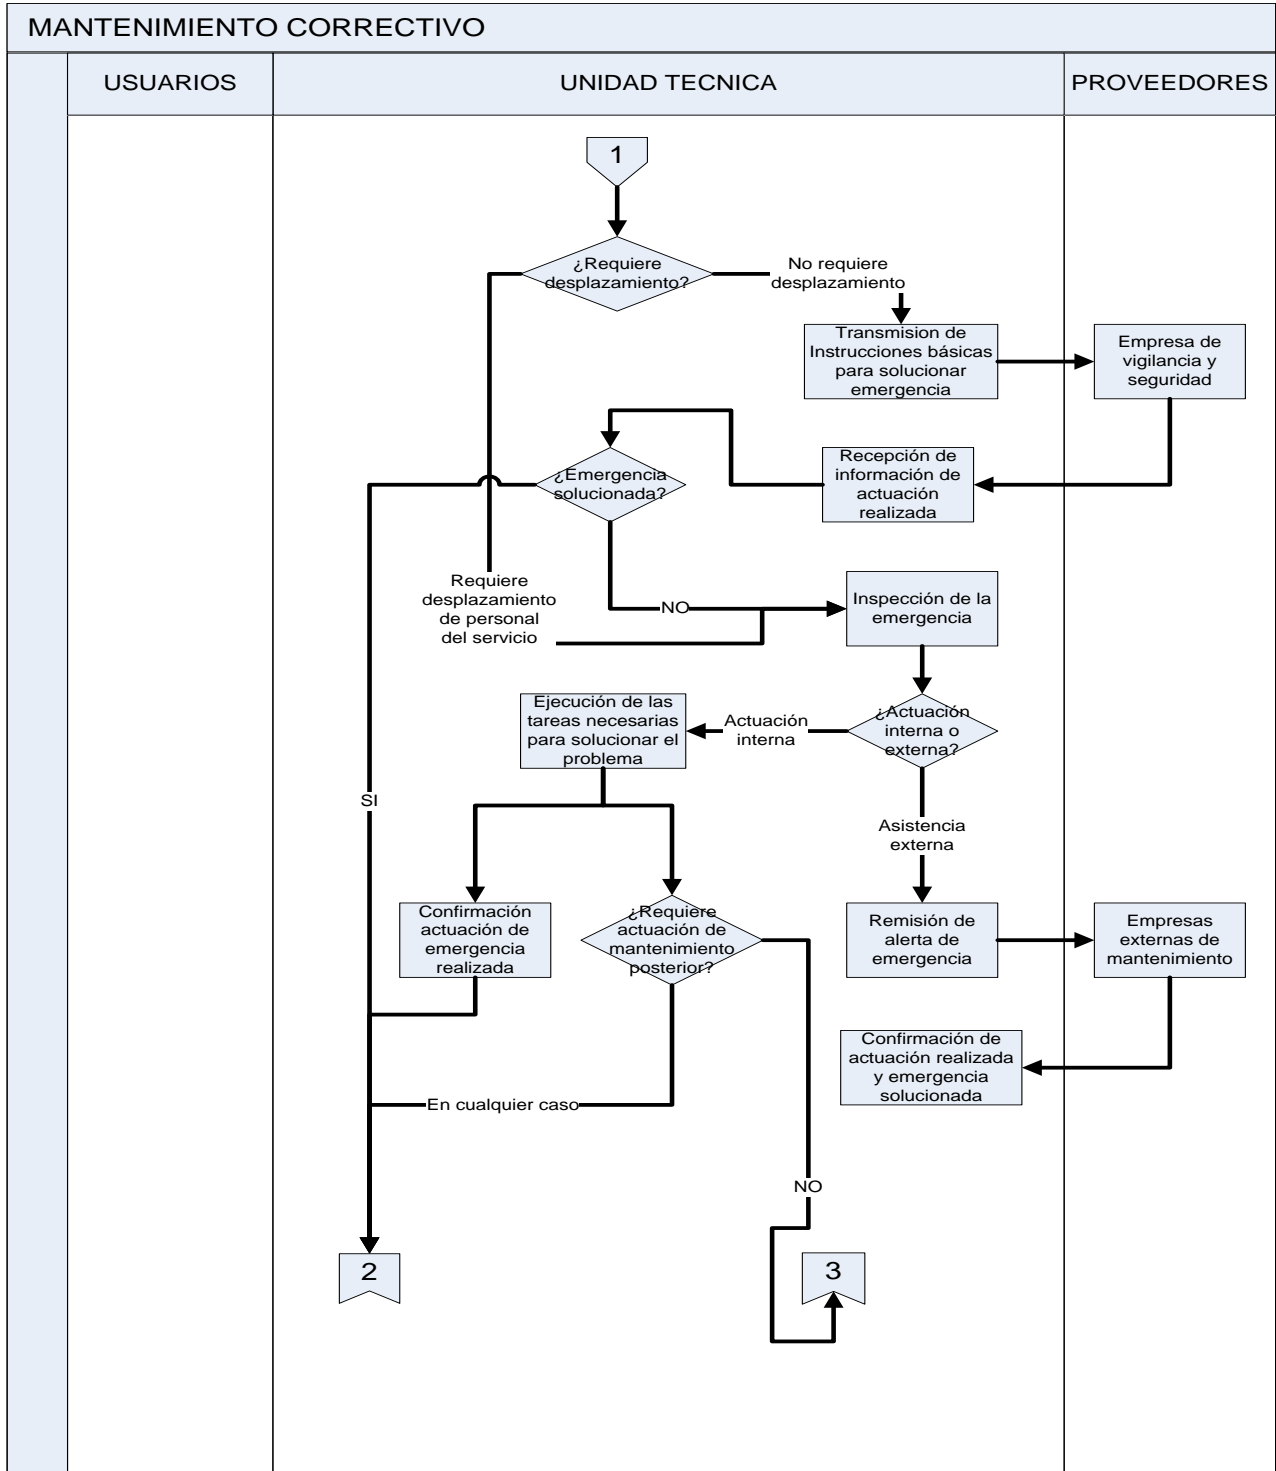 MANTENIMIENTO CORRECTIVO
USUARIOS
UNIDAD TECNICA
PROVEEDORES
1
¿Requiere
desplazamiento?
No requiere
desplazamiento
Transmision de
Instrucciones básicas
para solucionar
emergencia
Empresa de
vigilancia y
seguridad
¿Emergencia
solucionada?
Recepción de
información de
actuación
realizada
Requiere
desplazamiento
de personal
del servicio
NO
Inspección de la
emergencia
Ejecución de las
tareas necesarias
para solucionar el
problema
Actuación
interna
¿Actuación
interna o
externa?
SI
Asistencia
externa
Confirmación
actuación de
emergencia
realizada
¿Requiere
actuación de
mantenimiento
posterior?
Remisión de
alerta de
emergencia
Empresas
externas de
mantenimiento
Confirmación de
actuación realizada
y emergencia
solucionada
En cualquier caso
NO
2
3